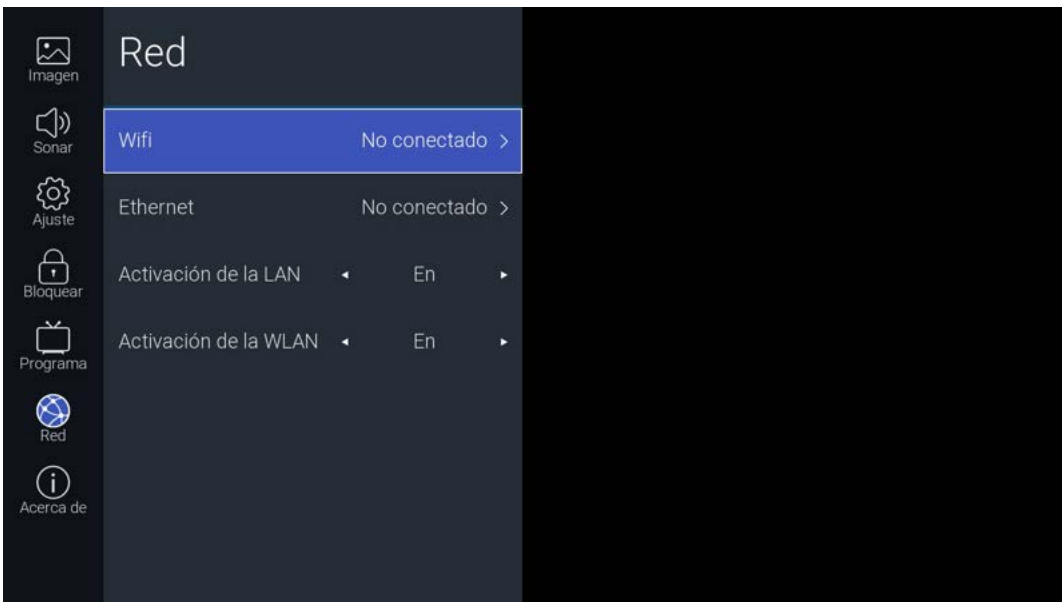 Red
Imagen
Sonar
Ajuste
Bloquear
Programa
Red
Acerca de
Wifi No conectado >
Ethernet No conectado >
Activación de la LAN ◂ En ▸
Activación de la WLAN ◂ En ▸